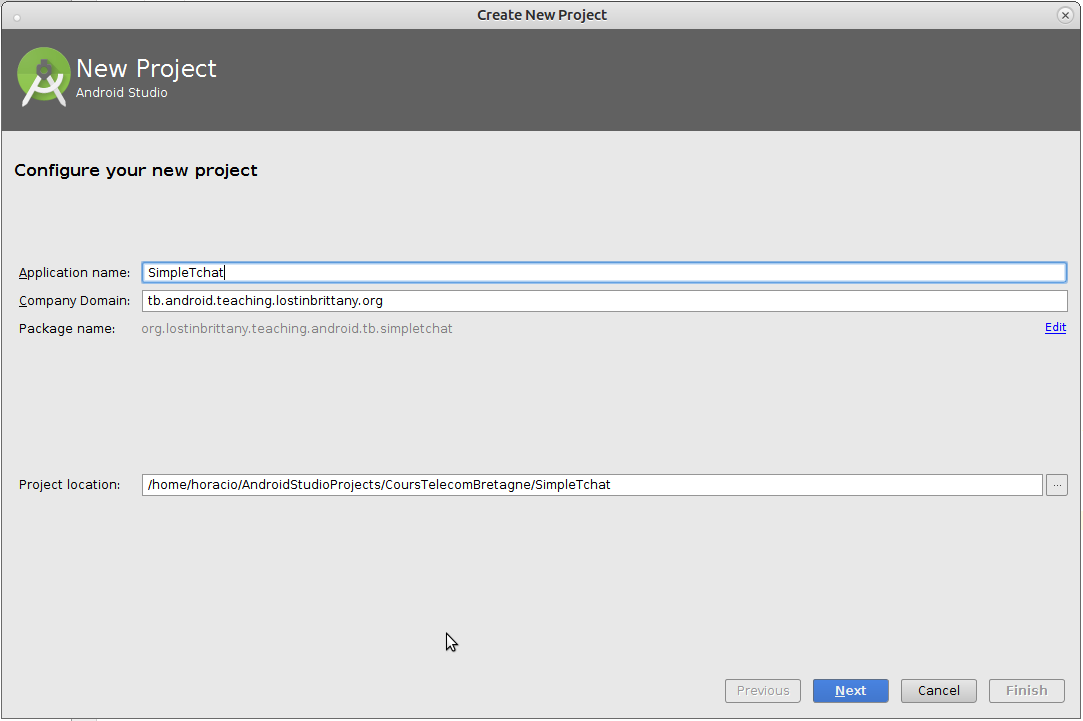 Create New Project
New Project
Android Studio
Configure your new project
Application name: SimpleTchat
Company Domain: tb.android.teaching.lostinbrittany.org
Package name: org.lostinbrittany.teaching.android.tb.simpletchat Edit
Project location: /home/horacio/AndroidStudioProjects/CoursTelecomBretagne/SimpleTchat ...
Previous Next Cancel Finish